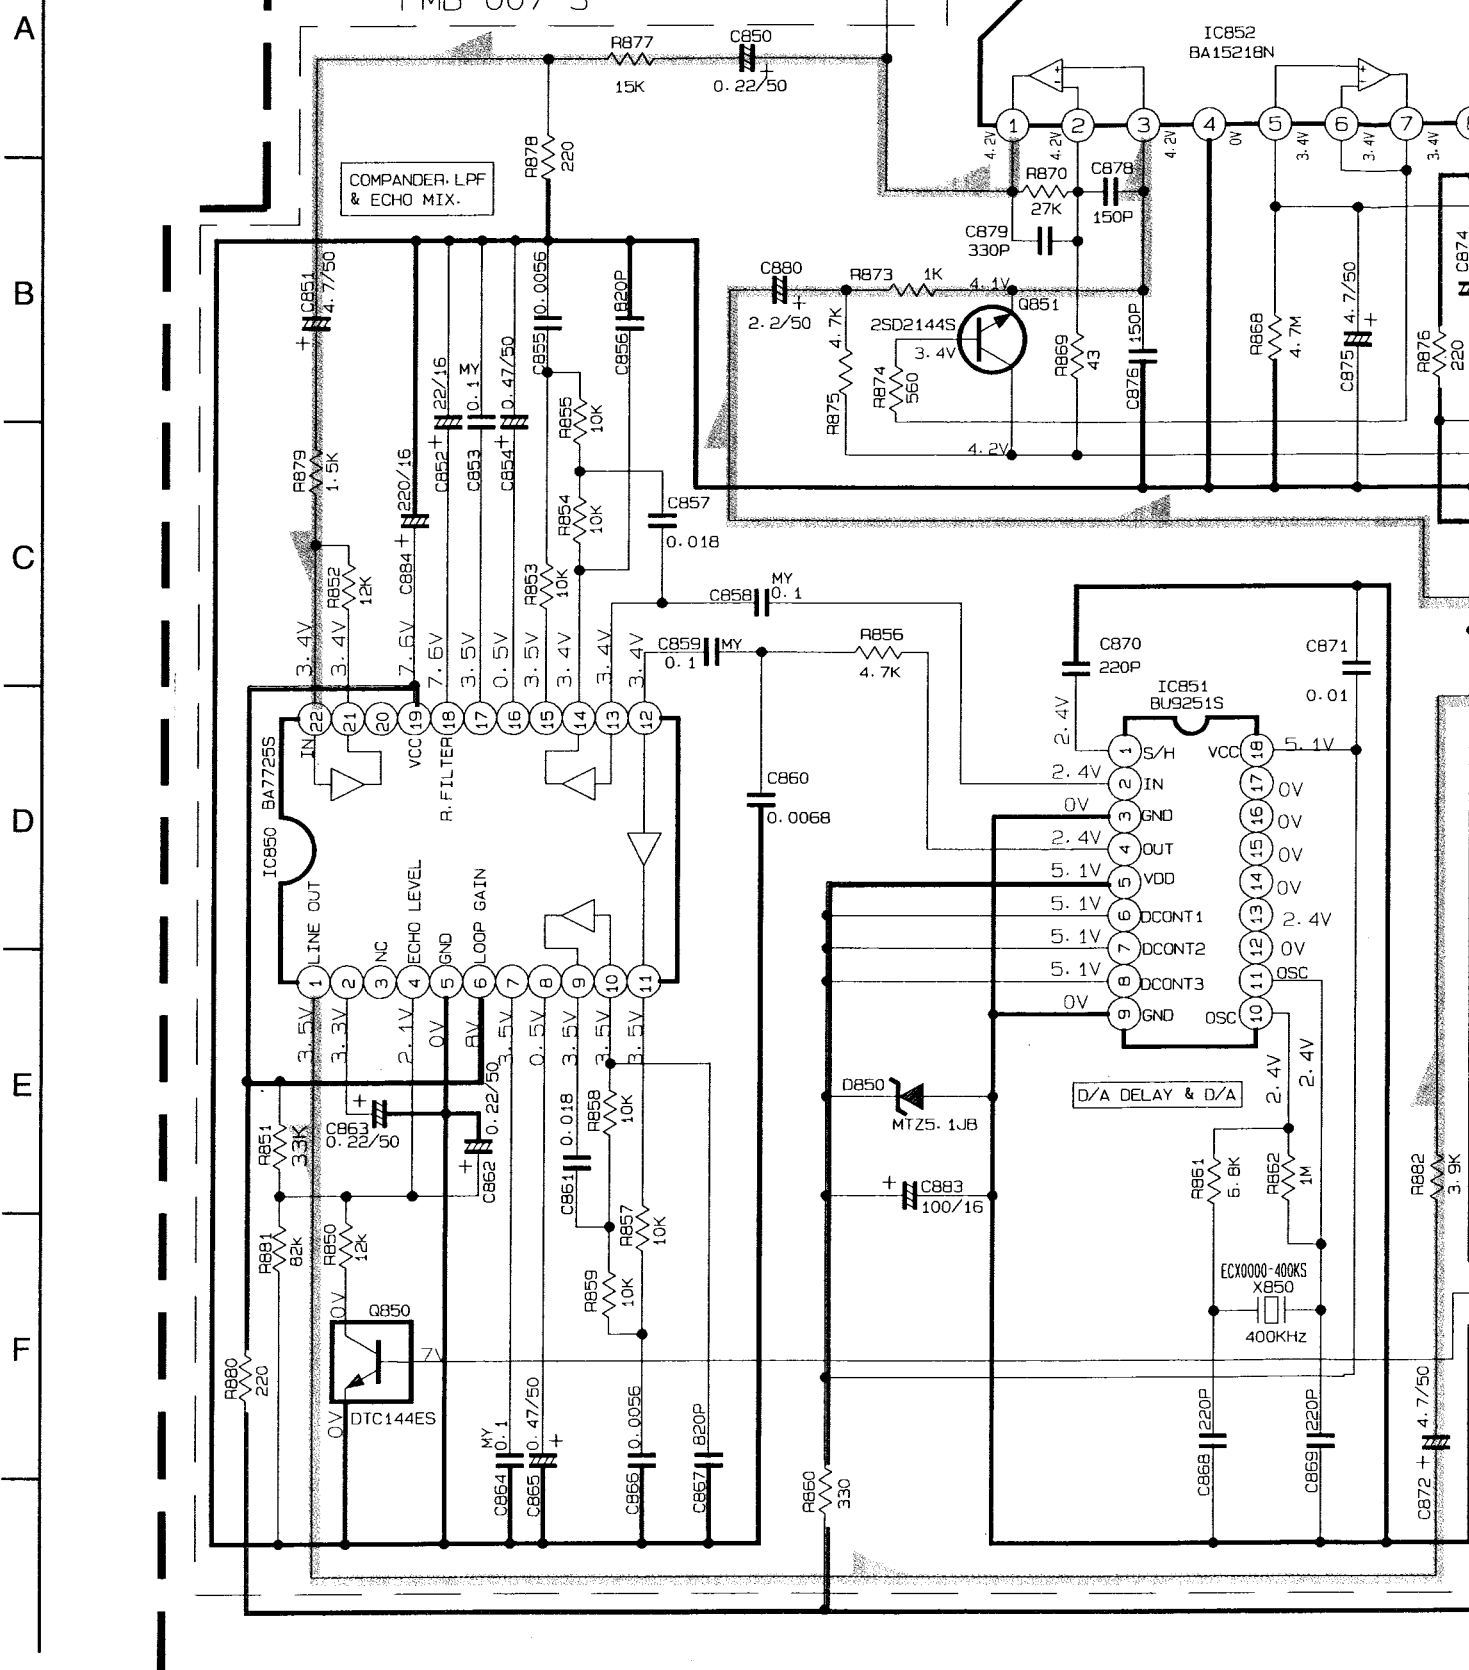 A
B
C
D
E
F
IC852
BA15218N
R877
15K
C850
+
0.22/50
1
2
3
4
5
6
7
4.2V
4.2V
4.2V
0V
3.4V
3.4V
3.4V
R878
220
COMPANDER.LPF
& ECHO MIX.
R870
27K
C878
150P
C879
330P
C851
4.7/50
+
C855
0.0056
C856
820P
C880
+
2.2/50
R873
1K
4.1V
Q851
2SD2144S
3.4V
R875
4.7K
R874
560
R869
43
C876
150P
R868
4.7M
C875
4.7/50
+
R876
220
C874
4.2V
R879
1.5K
C884
220/16
+
C852
22/16
+
C853
0.1
MY
C854
0.47/50
+
R855
10K
R854
10K
R853
10K
C857
0.018
R852
12K
C858
MY
0.1
C859
MY
0.1
R856
4.7K
C860
0.0068
3.4V
3.4V
7.6V
7.6V
3.5V
0.5V
3.5V
3.4V
3.4V
3.4V
22
21
20
19
18
17
16
15
14
13
12
IN
VCC
R.FILTER
IC850
BA7725S
LINE OUT
NC
ECHO LEVEL
GND
LOOP GAIN
1
2
3
4
5
6
7
8
9
10
11
3.5V
3.3V
2.1V
0V
8V
3.5V
0.5V
3.5V
3.5V
3.5V
C870
220P
C871
0.01
IC851
BU9251S
2.4V
1
S/H
VCC
18
5.1V
2.4V
2
IN
17
0V
0V
3
GND
16
0V
2.4V
4
OUT
15
0V
5.1V
5
VDD
14
0V
5.1V
6
DCONT1
13
2.4V
5.1V
7
DCONT2
12
0V
5.1V
8
DCONT3
11
OSC
0V
9
GND
OSC
10
2.4V
2.4V
D850
MTZ5.1JB
D/A DELAY & D/A
+
C883
100/16
R861
6.8K
R862
1M
R882
3.9K
ECX0000-400KS
X850
400KHz
C868
220P
C869
220P
C872
+
4.7/50
R851
33K
+
C863
0.22/50
0.22/50
+
C862
R881
82k
R850
12k
C861
0.018
R858
10K
R857
10K
R859
10K
0V
Q850
7V
0V
DTC144ES
R880
220
C864
MY
0.1
C865
0.47/50
+
C866
0.0056
C867
820P
R860
330